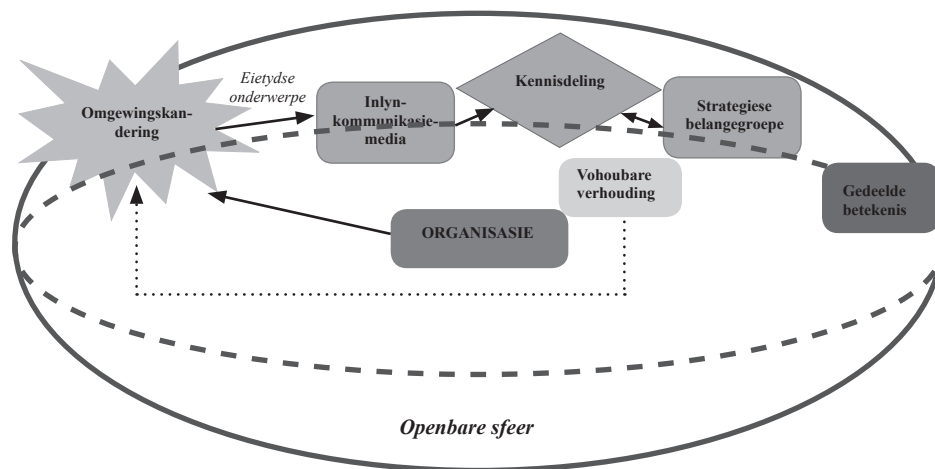 Omgewingskan-
dering
Eietydse
onderwerpe
Inlyn-
kommunikasie-
media
Kennisdeling
Strategiese
belangegroepe
Vohoubare
verhouding
Gedeelde
betekenis
ORGANISASIE
Openbare sfeer